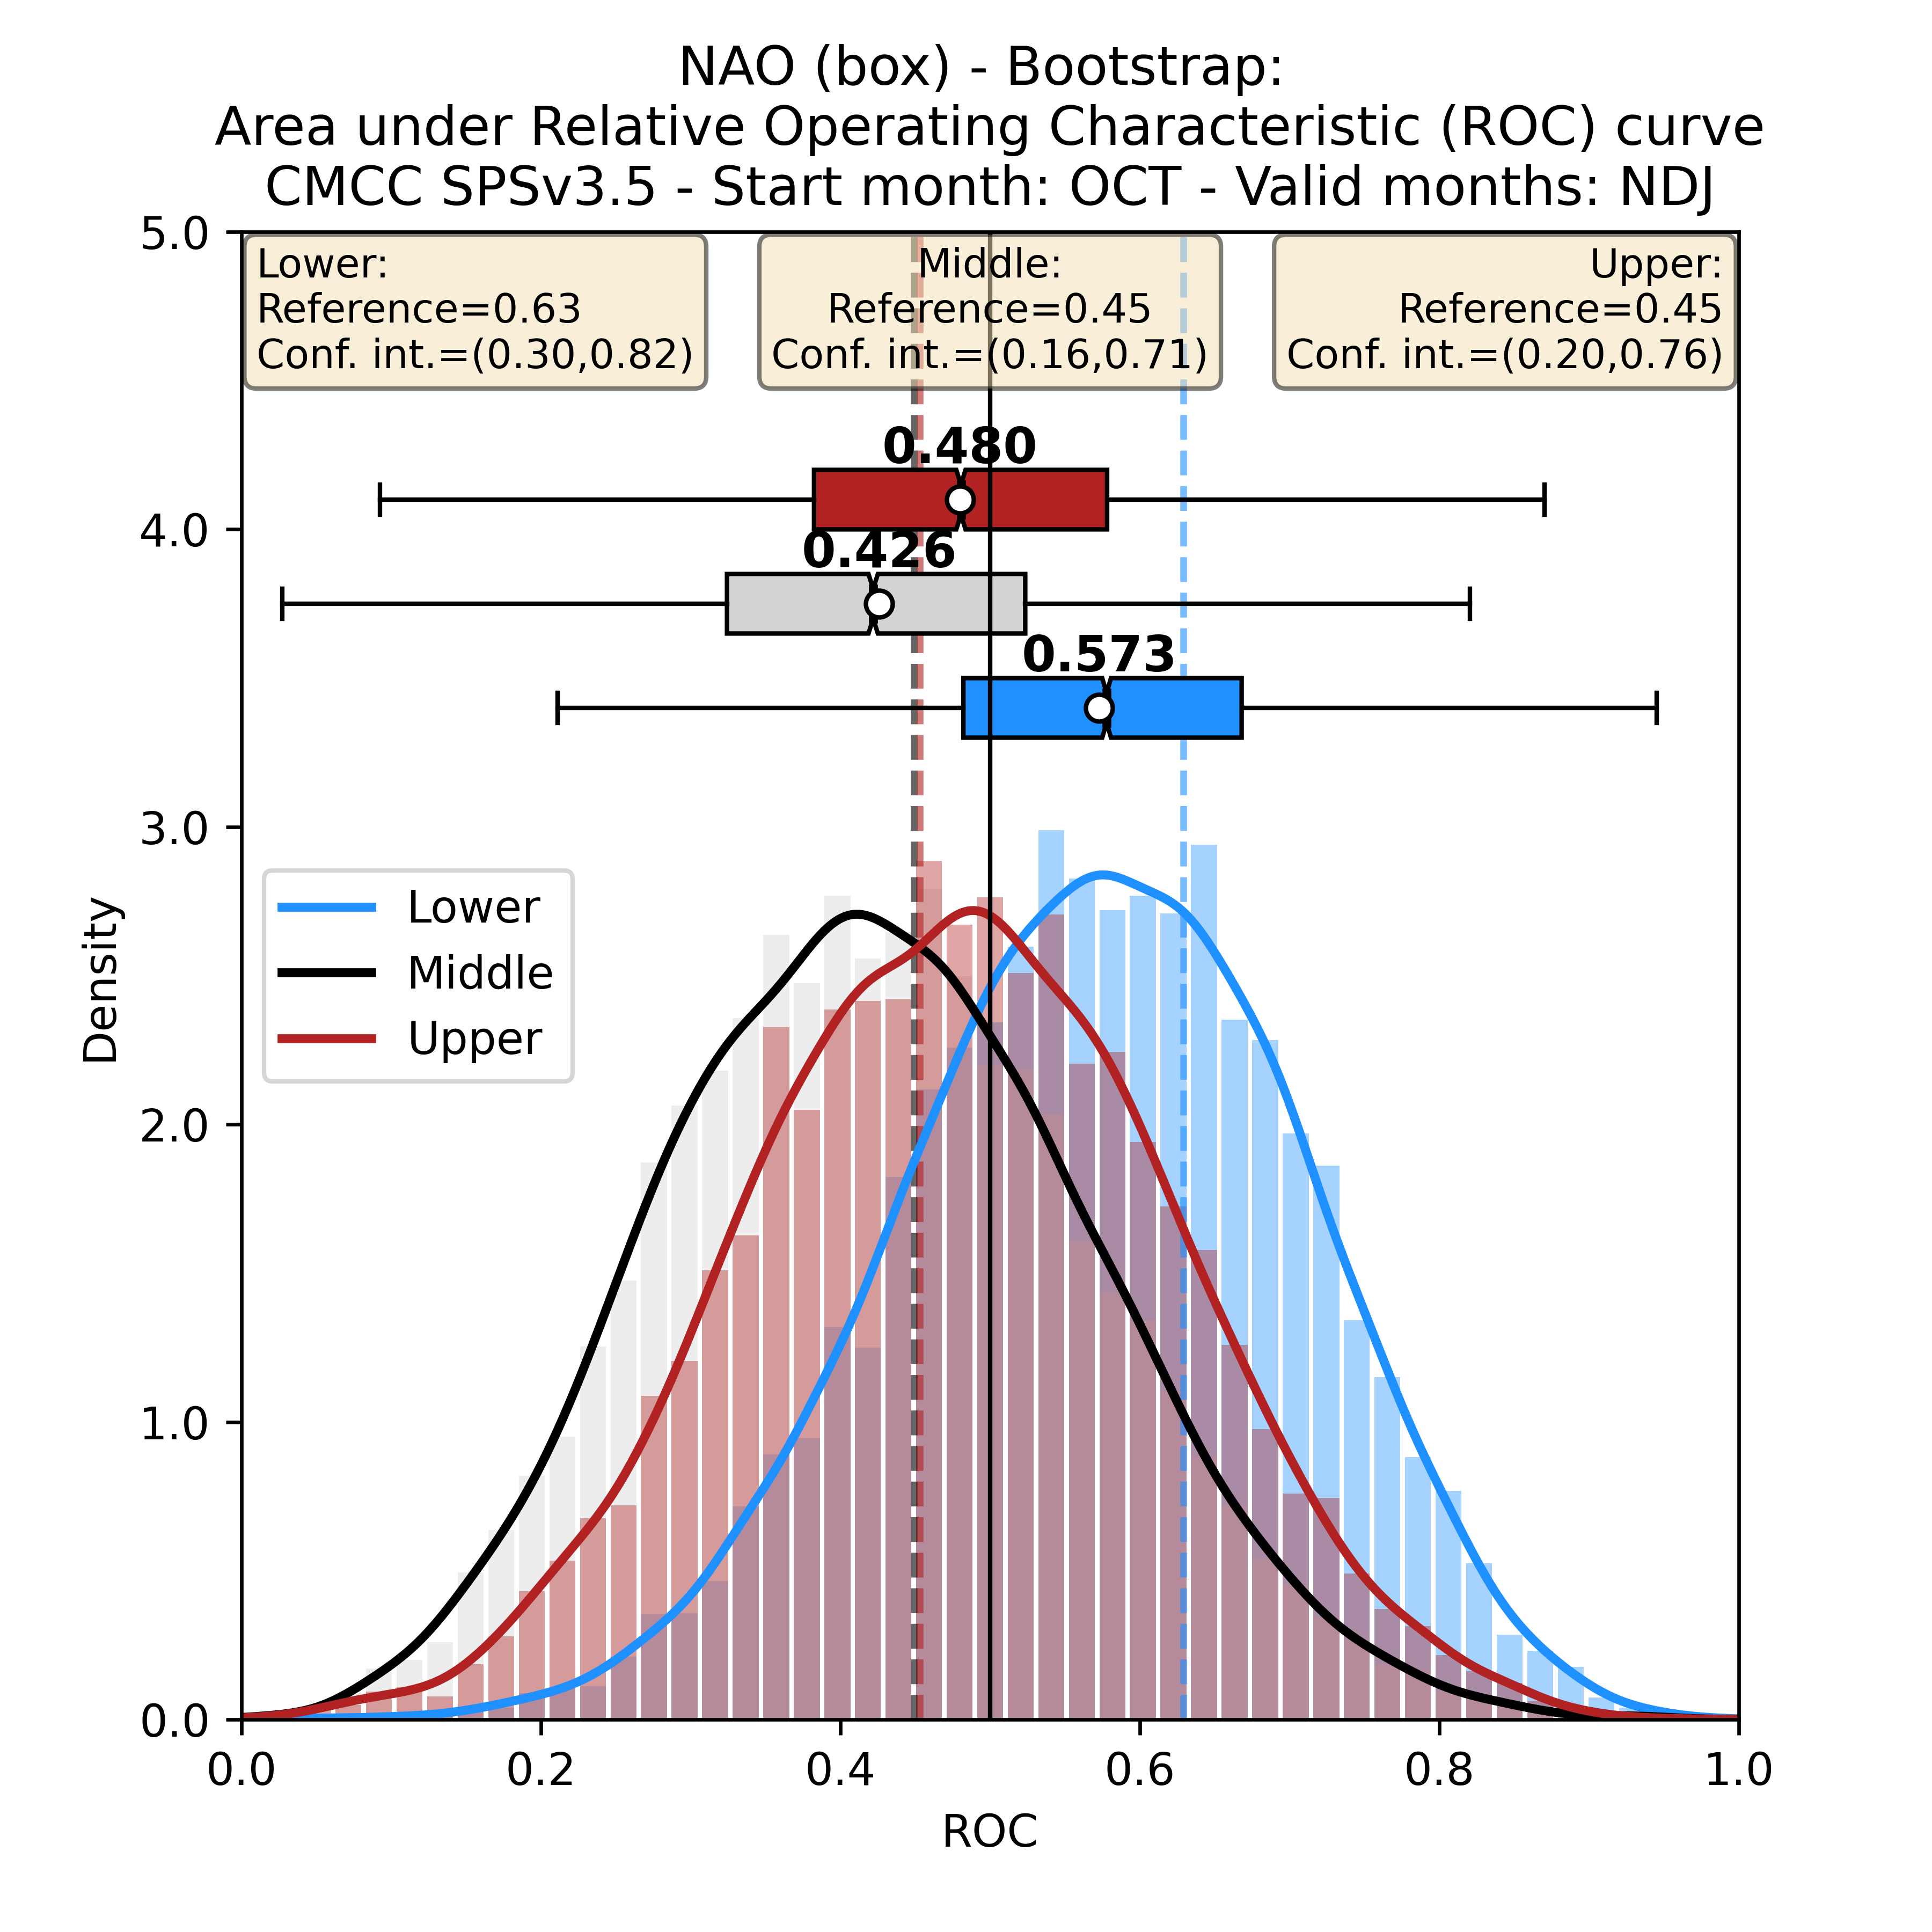 NAO (box) - Bootstrap:
Area under Relative Operating Characteristic (ROC) curve
CMCC SPSv3.5 - Start month: OCT - Valid months: NDJ
5.0
Lower:
Reference=0.63
Conf. int.=(0.30,0.82)
Middle:
Reference=0.45
Conf. int.=(0.16,0.71)
Upper:
Reference=0.45
Conf. int.=(0.20,0.76)
0.480
4.0
0.426
0.573
3.0
Lower
Middle
Upper
Density
2.0
1.0
0.0
0.0
0.2
0.4
0.6
0.8
1.0
ROC